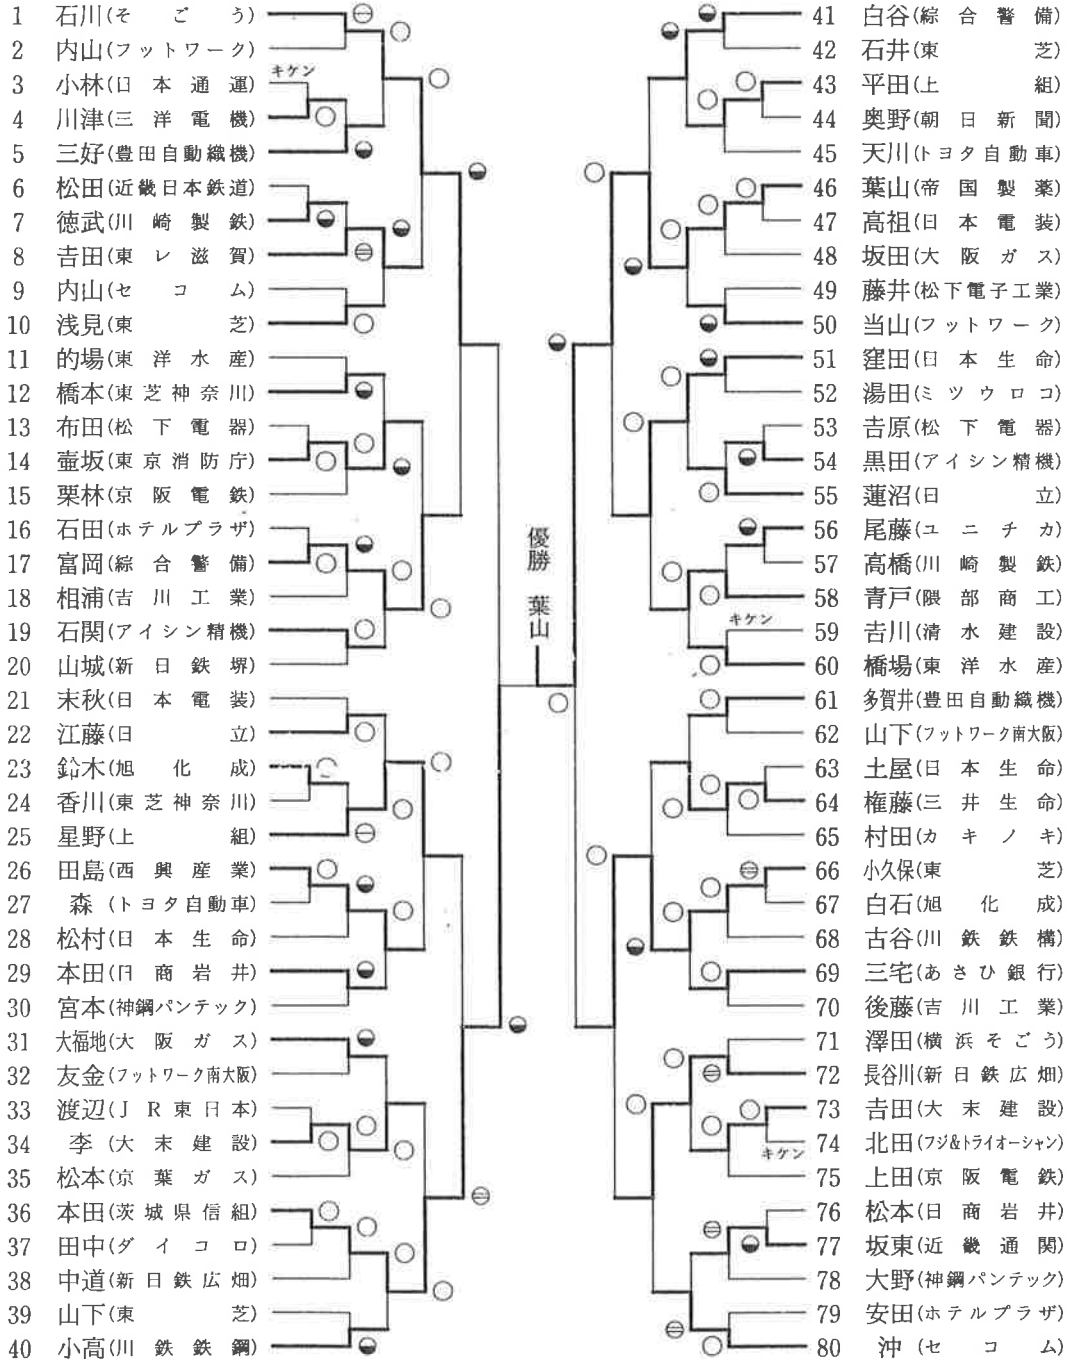 1 石川(そごう)
2 内山(フットワーク)
キケン
3 小林(日本通運)
4 川津(三洋電機)
5 三好(豊田自動織機)
6 松田(近畿日本鉄道)
7 徳武(川崎製鉄)
8 吉田(東レ滋賀)
9 内山(セコム)
10 浅見(東芝)
11 的場(東洋水産)
12 橋本(東芝神奈川)
13 布田(松下電器)
14 壷坂(東京消防庁)
15 栗林(京阪電鉄)
16 石田(ホテルプラザ)
17 富岡(綜合警備)
18 相浦(吉川工業)
19 石関(アイシン精機)
20 山城(新日鉄堺)
21 末秋(日本電装)
22 江藤(日立)
23 鈴木(旭化成)
24 香川(東芝神奈川)
25 星野(上組)
26 田島(西興産業)
27 森(トヨタ自動車)
28 松村(日本生命)
29 本田(日商岩井)
30 宮本(神鋼パンテック)
31 大福地(大阪ガス)
32 友金(フットワーク南大阪)
33 渡辺(JR東日本)
34 李(大末建設)
35 松本(京葉ガス)
36 本田(茨城県信組)
37 田中(ダイコロ)
38 中道(新日鉄広畑)
39 山下(東芝)
40 小高(川鉄鉄鋼)
優勝 葉山
41 白谷(綜合警備)
42 石井(東芝)
43 平田(上組)
44 奥野(朝日新聞)
45 天川(トヨタ自動車)
46 葉山(帝国製薬)
47 高祖(日本電装)
48 坂田(大阪ガス)
49 藤井(松下電子工業)
50 当山(フットワーク)
51 窪田(日本生命)
52 湯田(ミツウロコ)
53 吉原(松下電器)
54 黒田(アイシン精機)
55 蓮沼(日立)
56 尾藤(ユニチカ)
57 高橋(川崎製鉄)
58 青戸(隈部商工)
キケン
59 吉川(清水建設)
60 橋場(東洋水産)
61 多賀井(豊田自動織機)
62 山下(フットワーク南大阪)
63 土屋(日本生命)
64 権藤(三井生命)
65 村田(カキノキ)
66 小久保(東芝)
67 白石(旭化成)
68 古谷(川鉄鉄構)
69 三宅(あさひ銀行)
70 後藤(吉川工業)
71 澤田(横浜そごう)
72 長谷川(新日鉄広畑)
73 吉田(大末建設)
74 北田(フジ&トライオーシャン)
キケン
75 上田(京阪電鉄)
76 松本(日商岩井)
77 坂東(近畿通関)
78 大野(神鋼パンテック)
79 安田(ホテルプラザ)
80 沖(セコム)